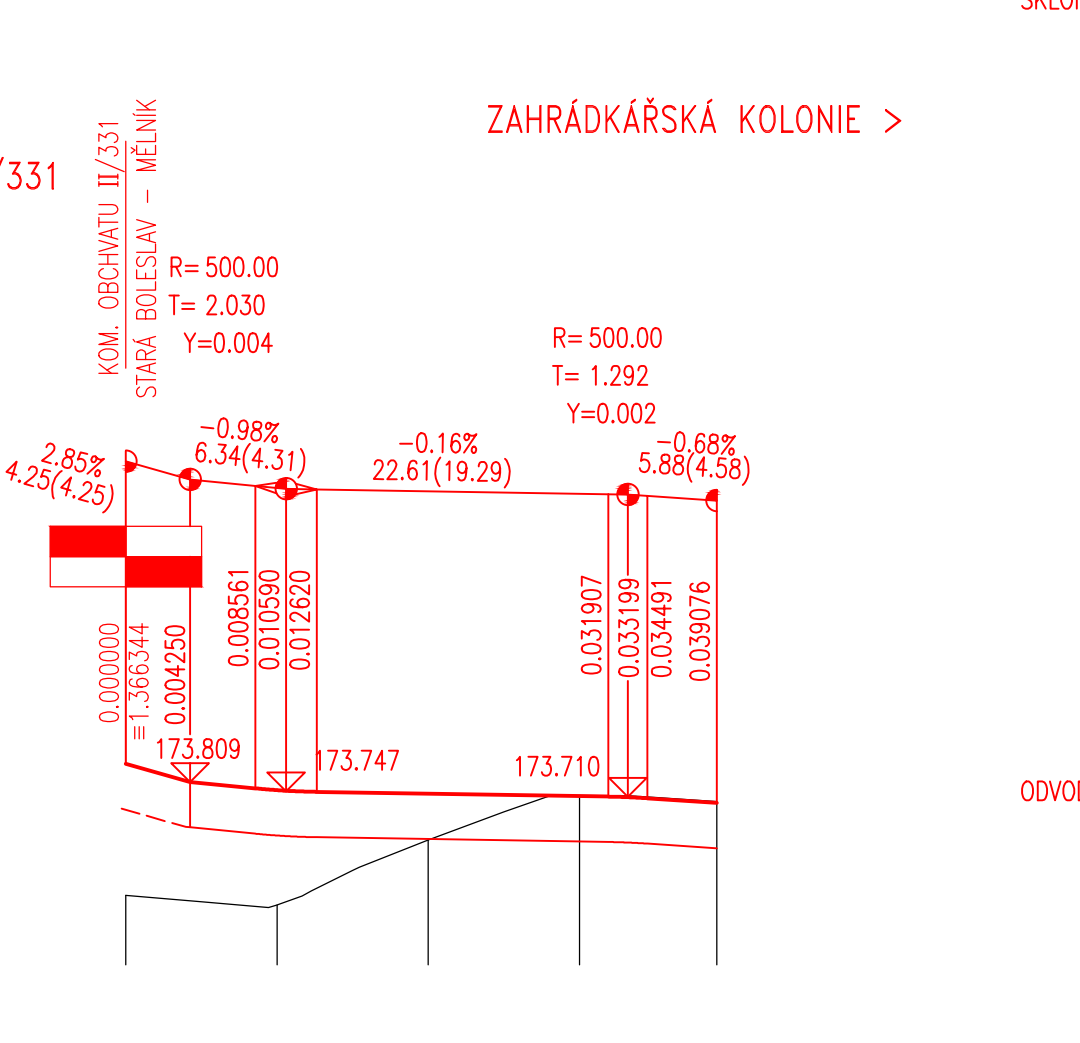 ZAHRÁDKÁŘSKÁ KOLONIE >
/331
KOM. OBCHVATU II/331
STARÁ BOLESLAV – MĚLNÍK
R= 500.00
T= 2.030
Y=0.004
R= 500.00
T= 1.292
Y=0.002
2.85%
4.25(4.25)
–0.98%
6.34(4.31)
–0.16%
22.61(19.29)
–0.68%
5.88(4.58)
0.000000
≡1.366344
0.004250
0.008561
0.010590
0.012620
0.031907
0.033199
0.034491
0.039076
173.809
173.747
173.710
ODVOD